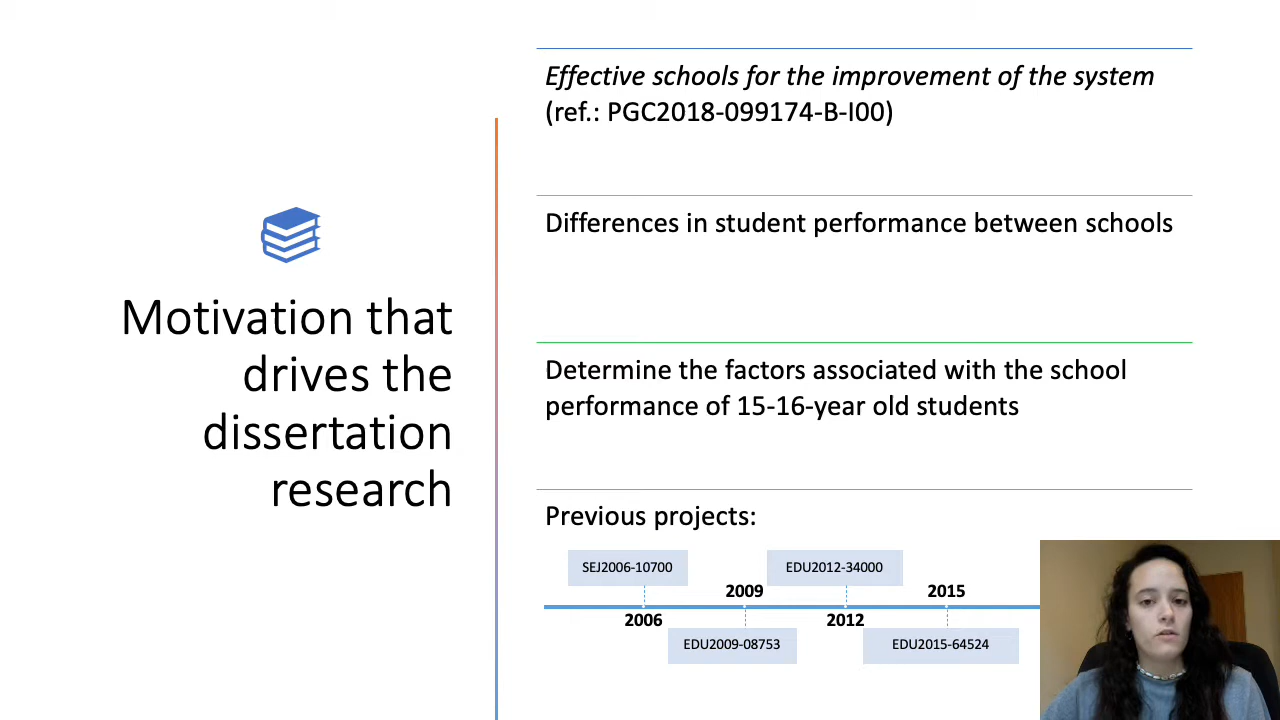 Motivation that
drives the
dissertation
research
Effective schools for the improvement of the system
(ref.: PGC2018-099174-B-I00)
Differences in student performance between schools
Determine the factors associated with the school
performance of 15-16-year old students
Previous projects:
SEJ2006-10700
EDU2012-34000
2009
2015
2006
2012
EDU2009-08753
EDU2015-64524